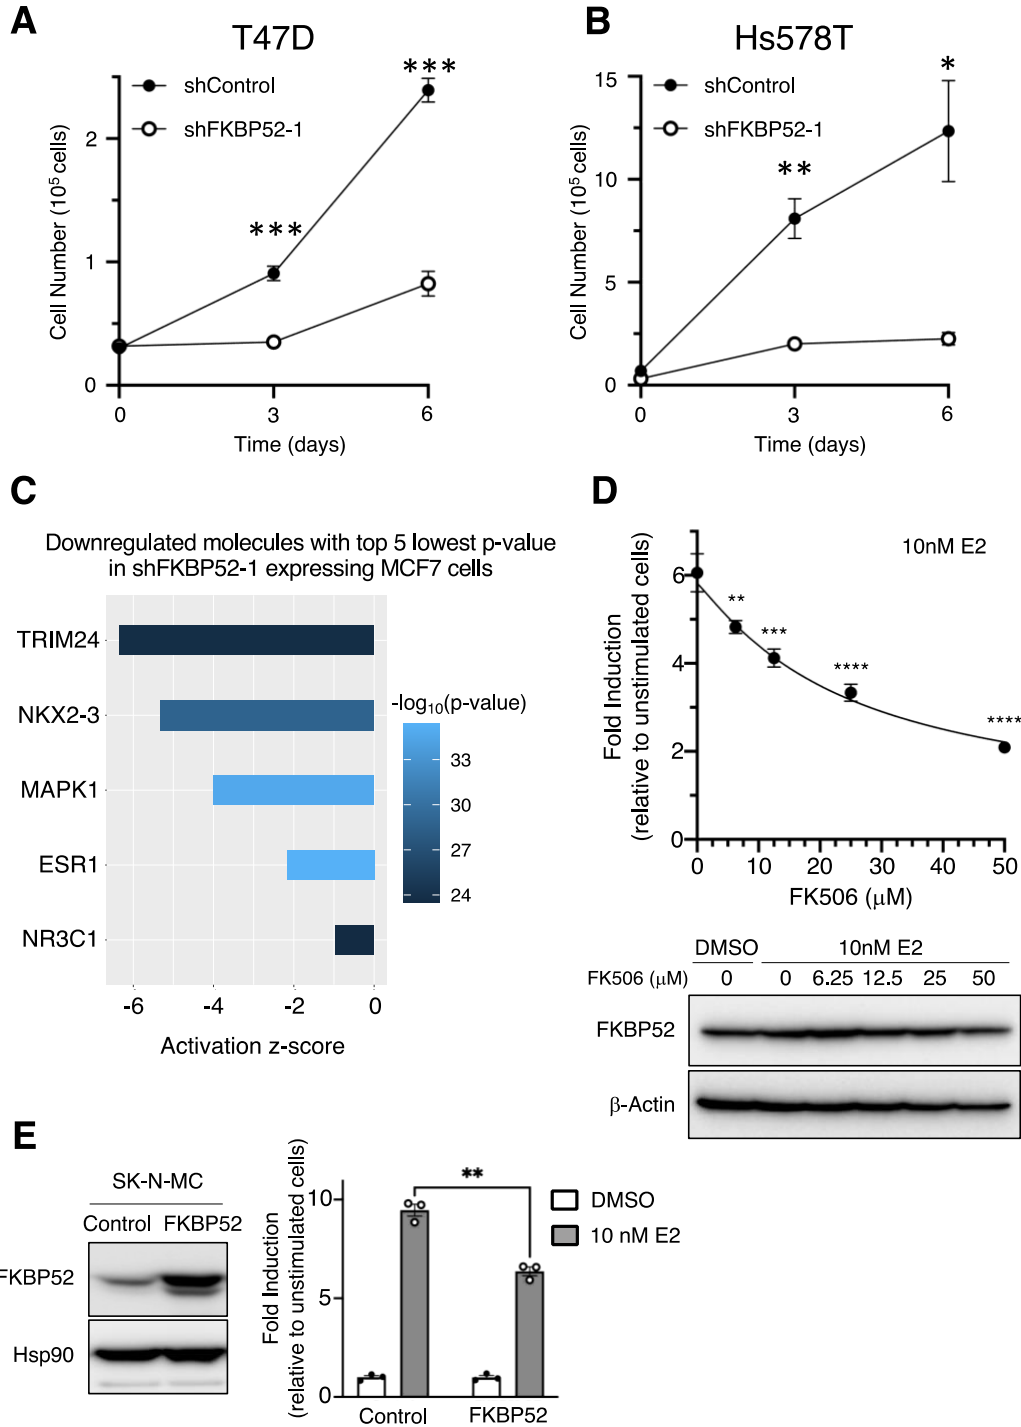 A
T47D
shControl
shFKBP52-1
***
***
Cell Number (10⁵ cells)
2
1
0
0 3 6
Time (days)
B
Hs578T
shControl
shFKBP52-1
**
*
Cell Number (10⁵ cells)
15
10
5
0
0 3 6
Time (days)
C
Downregulated molecules with top 5 lowest p-value
in shFKBP52-1 expressing MCF7 cells
TRIM24
NKX2-3
MAPK1
ESR1
NR3C1
-6 -4 -2 0
Activation z-score
-log₁₀(p-value)
33
30
27
24
D
10nM E2
Fold Induction
(relative to unstimulated cells)
6
4
2
0
**
***
****
****
0 10 20 30 40 50
FK506 (μM)
DMSO 10nM E2
FK506 (μM) 0 0 6.25 12.5 25 50
FKBP52
β-Actin
E
SK-N-MC
Control FKBP52
FKBP52
Hsp90
Fold Induction
(relative to unstimulated cells)
10
5
0
**
DMSO
10 nM E2
Control FKBP52